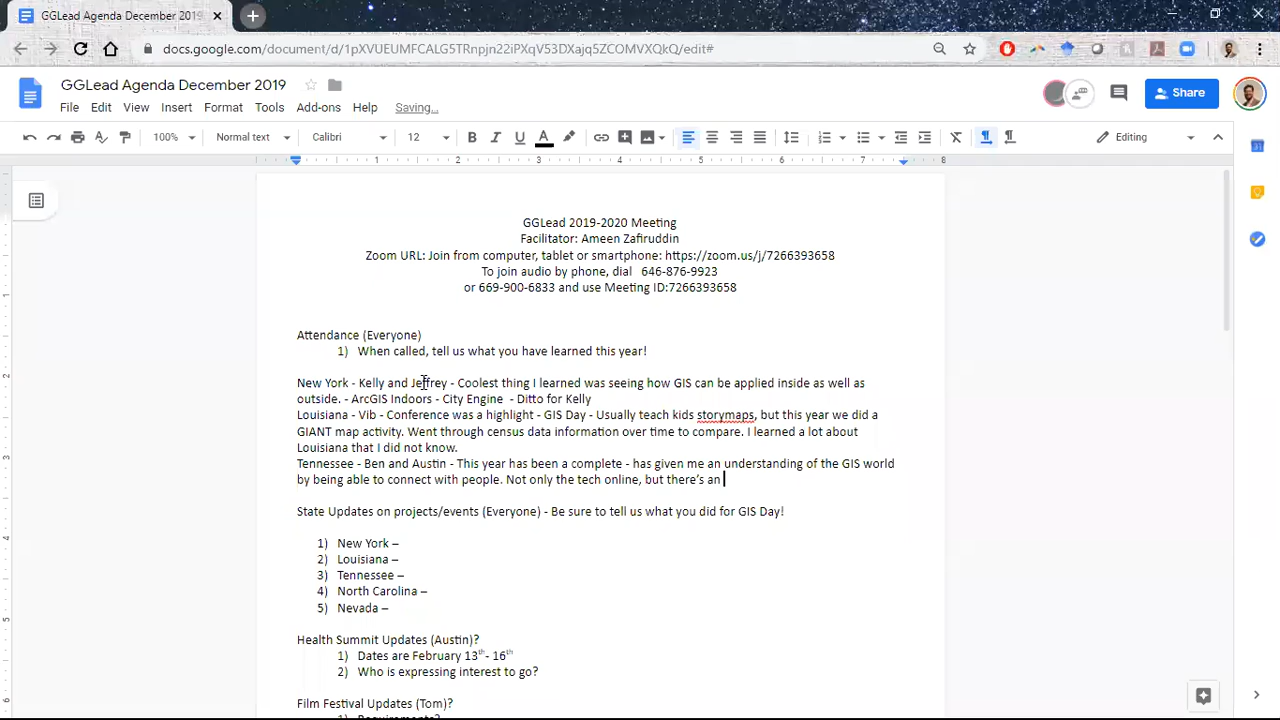 GGLead Agenda December 2019
docs.google.com/document/d/1pXVUEUMFCALG5TRnpjn22iPXqV53DXajq5ZCOMVXQkQ/edit#
GGLead Agenda December 2019
Share
File Edit View Insert Format Tools Add-ons Help Saving...
100% Normal text Calibri 12 B I U A Editing
1 2 3 4 5 6 7 8
GGLead 2019-2020 Meeting
Facilitator: Ameen Zafiruddin
Zoom URL: Join from computer, tablet or smartphone: https://zoom.us/j/7266393658
To join audio by phone, dial 646-876-9923
or 669-900-6833 and use Meeting ID:7266393658
Attendance (Everyone)
1) When called, tell us what you have learned this year!
New York - Kelly and Jeffrey - Coolest thing I learned was seeing how GIS can be applied inside as well as
outside. - ArcGIS Indoors - City Engine - Ditto for Kelly
Louisiana - Vib - Conference was a highlight - GIS Day - Usually teach kids storymaps, but this year we did a
GIANT map activity. Went through census data information over time to compare. I learned a lot about
Louisiana that I did not know.
Tennessee - Ben and Austin - This year has been a complete - has given me an understanding of the GIS world
by being able to connect with people. Not only the tech online, but there's an
State Updates on projects/events (Everyone) - Be sure to tell us what you did for GIS Day!
1) New York –
2) Louisiana –
3) Tennessee –
4) North Carolina –
5) Nevada –
Health Summit Updates (Austin)?
1) Dates are February 13th- 16th
2) Who is expressing interest to go?
Film Festival Updates (Tom)?
1) Requirements?